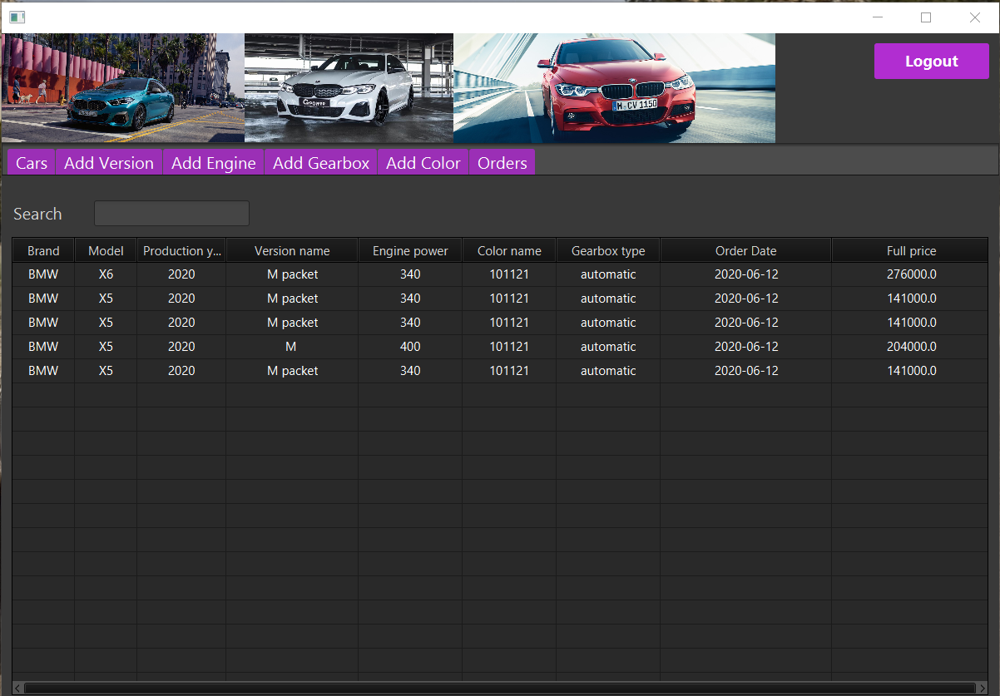 G-POWER
M CV 1150
Logout
Cars Add Version Add Engine Add Gearbox Add Color Orders
Search
Brand Model Production y... Version name Engine power Color name Gearbox type Order Date Full price
BMW X6 2020 M packet 340 101121 automatic 2020-06-12 276000.0
BMW X5 2020 M packet 340 101121 automatic 2020-06-12 141000.0
BMW X5 2020 M packet 340 101121 automatic 2020-06-12 141000.0
BMW X5 2020 M 400 101121 automatic 2020-06-12 204000.0
BMW X5 2020 M packet 340 101121 automatic 2020-06-12 141000.0